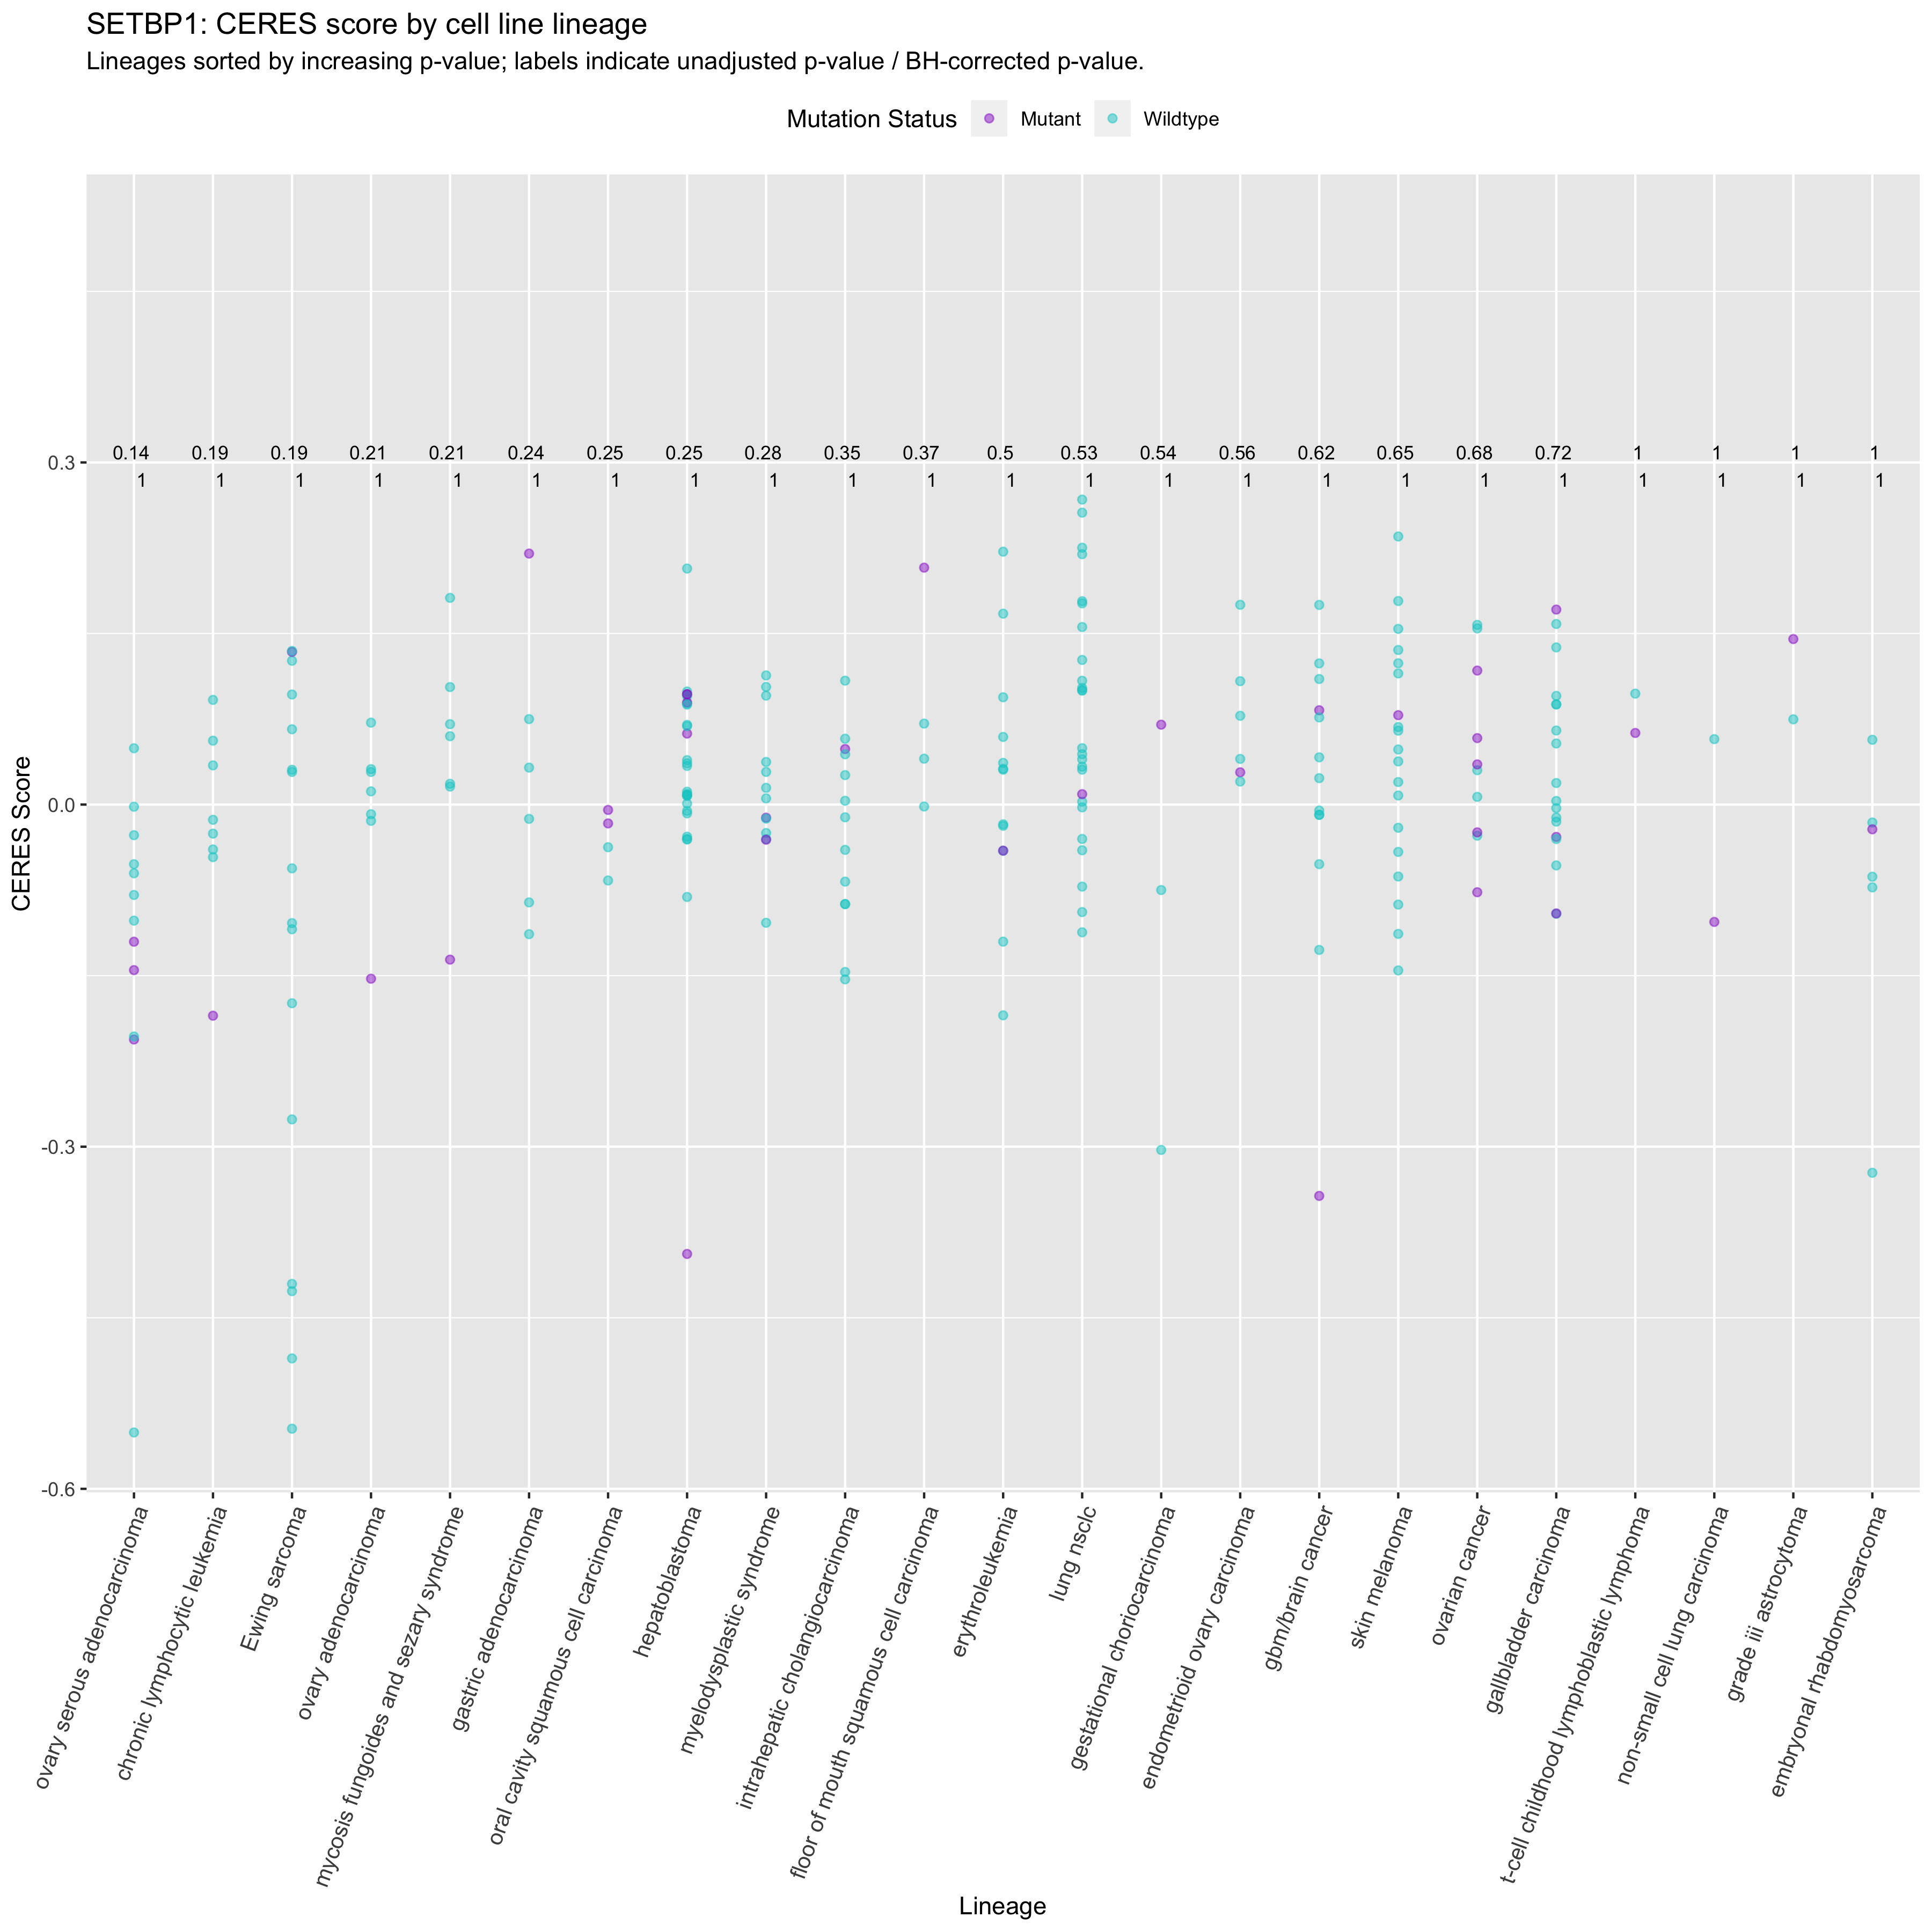 SETBP1: CERES score by cell line lineage
Lineages sorted by increasing p-value; labels indicate unadjusted p-value / BH-corrected p-value.
Mutation Status Mutant Wildtype
0.14 0.19 0.19 0.21 0.21 0.24 0.25 0.25 0.28 0.35 0.37 0.5 0.53 0.54 0.56 0.62 0.65 0.68 0.72 1 1 1 1
1 1 1 1 1 1 1 1 1 1 1 1 1 1 1 1 1 1 1 1 1 1 1
0.3
0.0
-0.3
-0.6
CERES Score
ovary serous adenocarcinoma
chronic lymphocytic leukemia
Ewing sarcoma
ovary adenocarcinoma
mycosis fungoides and sezary syndrome
gastric adenocarcinoma
oral cavity squamous cell carcinoma
hepatoblastoma
myelodysplastic syndrome
intrahepatic cholangiocarcinoma
floor of mouth squamous cell carcinoma
erythroleukemia
lung nsclc
gestational choriocarcinoma
endometrioid ovary carcinoma
gbm/brain cancer
skin melanoma
ovarian cancer
gallbladder carcinoma
t-cell childhood lymphoblastic lymphoma
non-small cell lung carcinoma
grade iii astrocytoma
embryonal rhabdomyosarcoma
Lineage